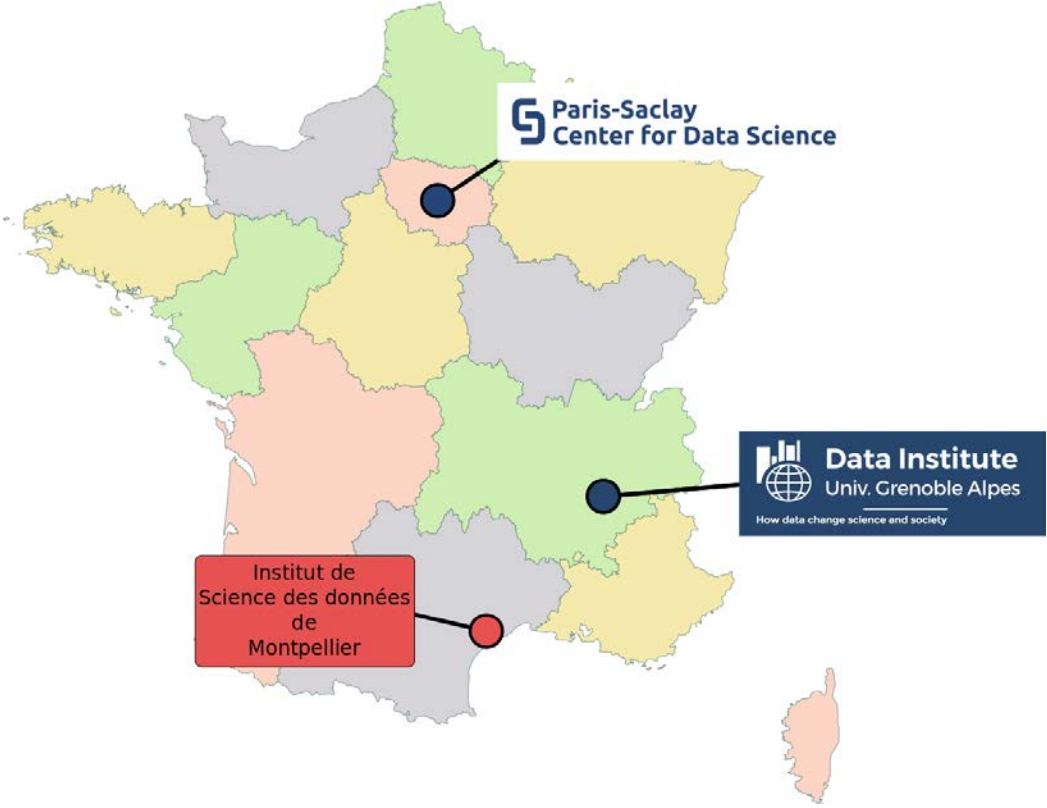 Paris-Saclay
Center for Data Science
Data Institute
Univ. Grenoble Alpes
How data change science and society
Institut de
Science des données
de
Montpellier